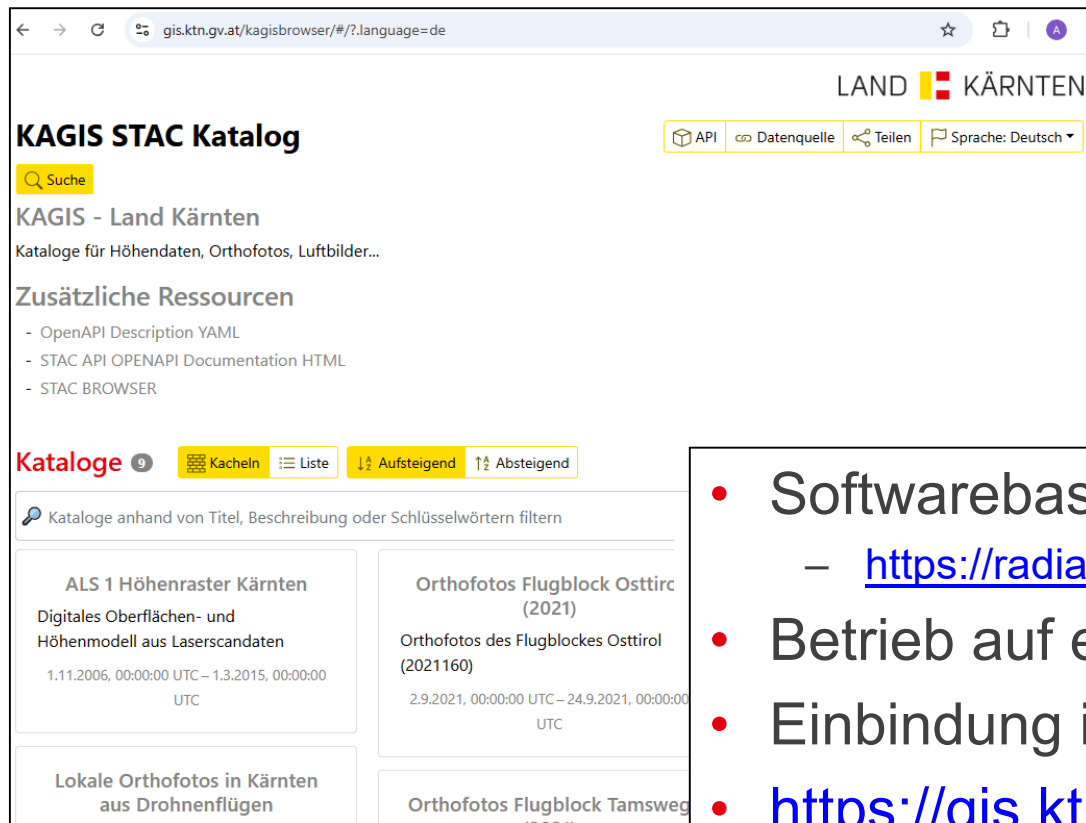 gis.ktn.gv.at/kagisbrowser/#/?.language=de
A
LAND KÄRNTEN
KAGIS STAC Katalog
API Datenquelle Teilen Sprache: Deutsch
Suche
KAGIS - Land Kärnten
Kataloge für Höhendaten, Orthofotos, Luftbilder...
Zusätzliche Ressourcen
- OpenAPI Description YAML
- STAC API OPENAPI Documentation HTML
- STAC BROWSER
Kataloge 9 Kacheln Liste Aufsteigend Absteigend
Kataloge anhand von Titel, Beschreibung oder Schlüsselwörtern filtern
ALS 1 Höhenraster Kärnten
Digitales Oberflächen- und
Höhenmodell aus Laserscandaten
1.11.2006, 00:00:00 UTC – 1.3.2015, 00:00:00
UTC
Orthofotos Flugblock Osttirol
(2021)
Orthofotos des Flugblockes Osttirol
(2021160)
2.9.2021, 00:00:00 UTC – 24.9.2021, 00:00:00
UTC
Lokale Orthofotos in Kärnten
aus Drohnenflügen
Orthofotos Flugblock Tamsweg
• Softwarebas
– https://radia
• Betrieb auf e
• Einbindung i
• https://gis.kt